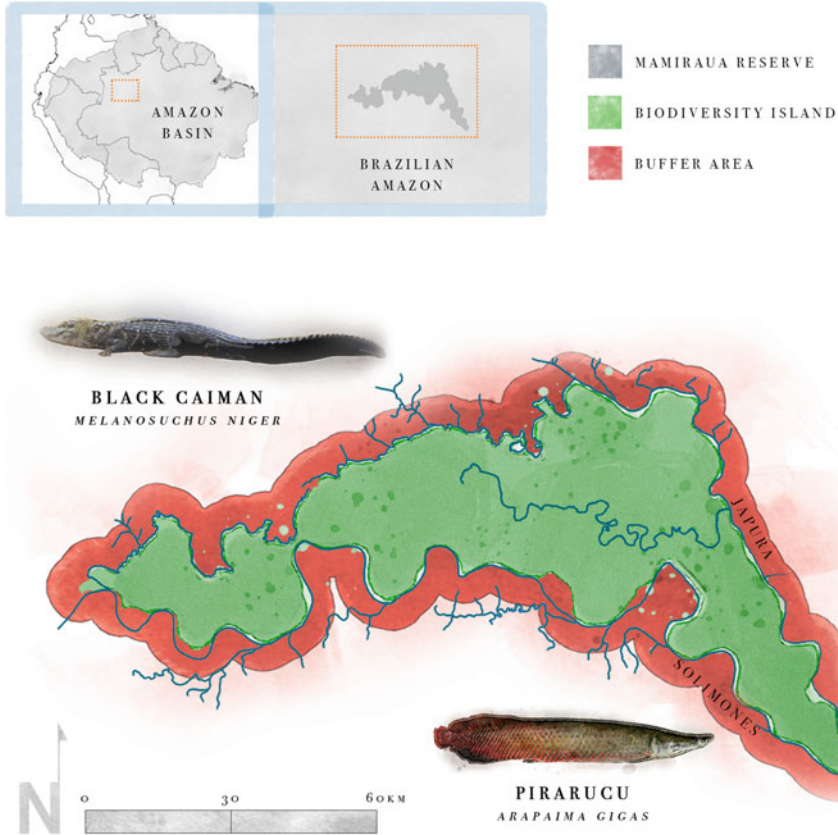 AMAZON
BASIN
BRAZILIAN
AMAZON
MAMIRAUA RESERVE
BIODIVERSITY ISLAND
BUFFER AREA
BLACK CAIMAN
MELANOSUCHUS NIGER
JAPURA
SOLIMONES
PIRARUCU
ARAPAIMA GIGAS
N
0 30 60KM